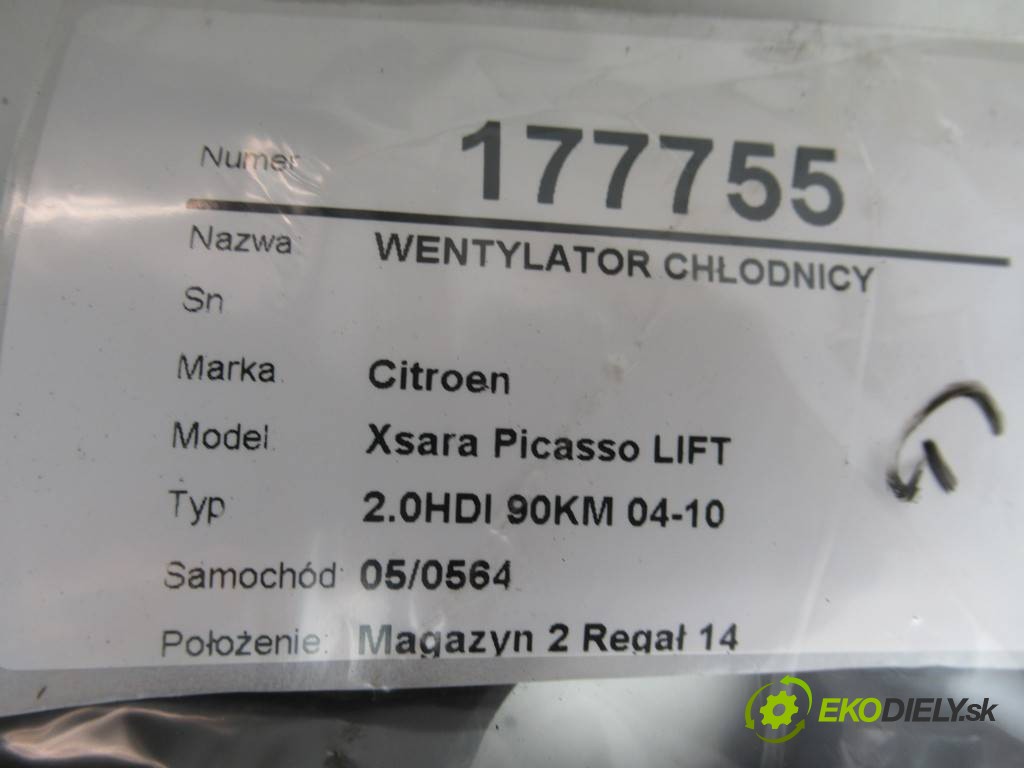 Numer 177755
Nazwa: WENTYLATOR CHŁODNICY
Sn
Marka Citroen
Model Xsara Picasso LIFT
Typ 2.0HDI 90KM 04-10
Samochód 05/0564
Położenie: Magazyn 2 Regał 14
EKODIELY.sk